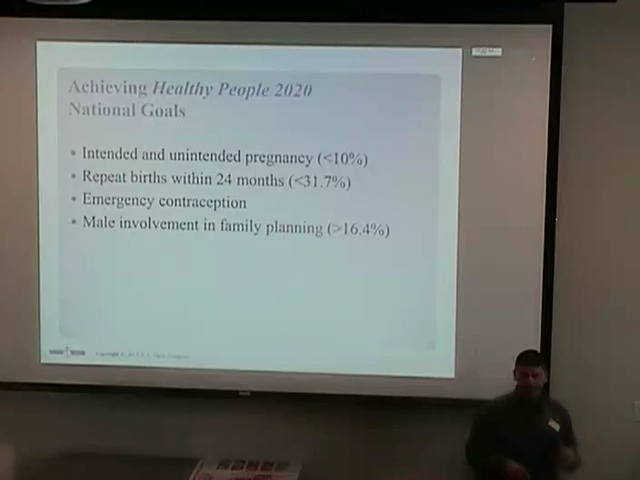 Achieving Healthy People 2020
National Goals
• Intended and unintended pregnancy (<10%)
• Repeat births within 24 months (<31.7%)
• Emergency contraception
• Male involvement in family planning (>16.4%)